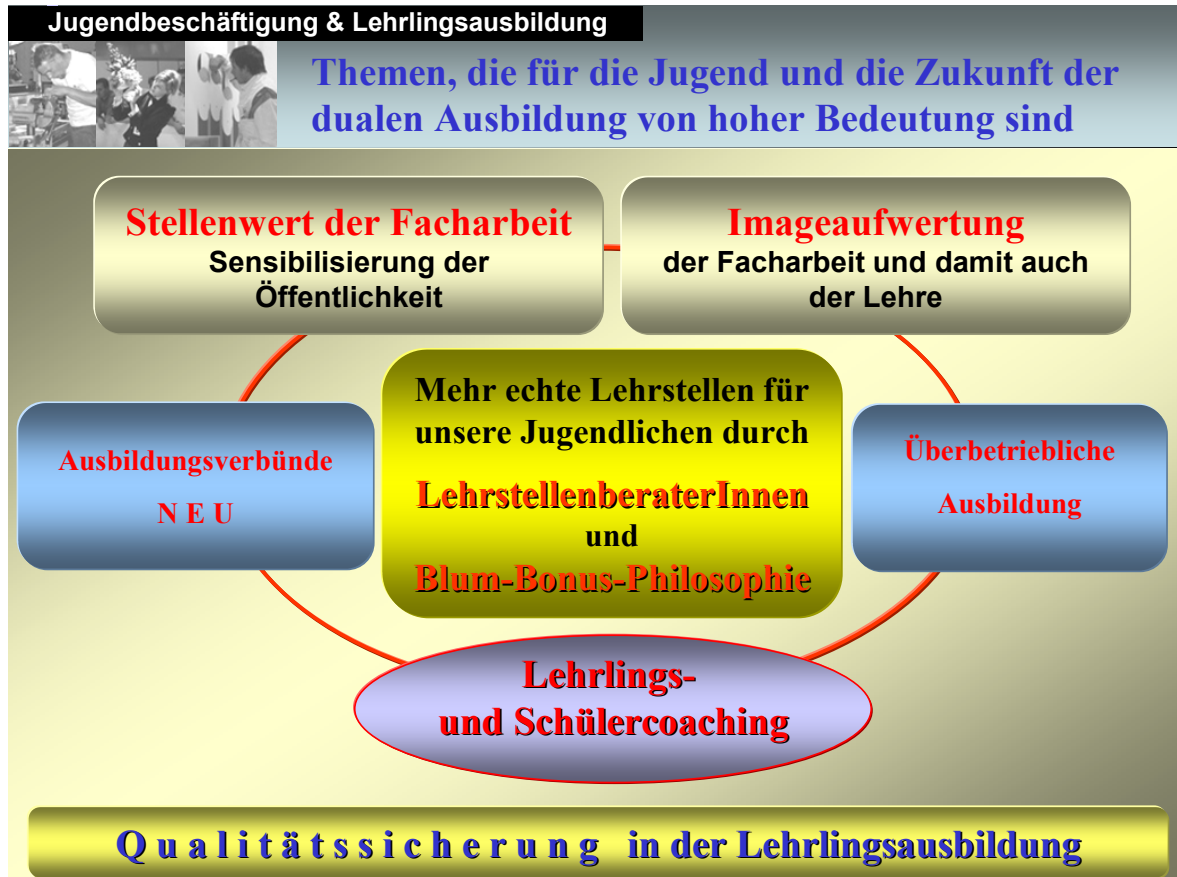 Jugendbeschäftigung & Lehrlingsausbildung
Themen, die für die Jugend und die Zukunft der
dualen Ausbildung von hoher Bedeutung sind
Stellenwert der Facharbeit
Sensibilisierung der
Öffentlichkeit
Imageaufwertung
der Facharbeit und damit auch
der Lehre
Ausbildungsverbünde
N E U
Mehr echte Lehrstellen für
unsere Jugendlichen durch
LehrstellenberaterInnen
und
Blum-Bonus-Philosophie
Überbetriebliche
Ausbildung
Lehrlings-
und Schülercoaching
Q u a l i t ä t s s i c h e r u n g in der Lehrlingsausbildung